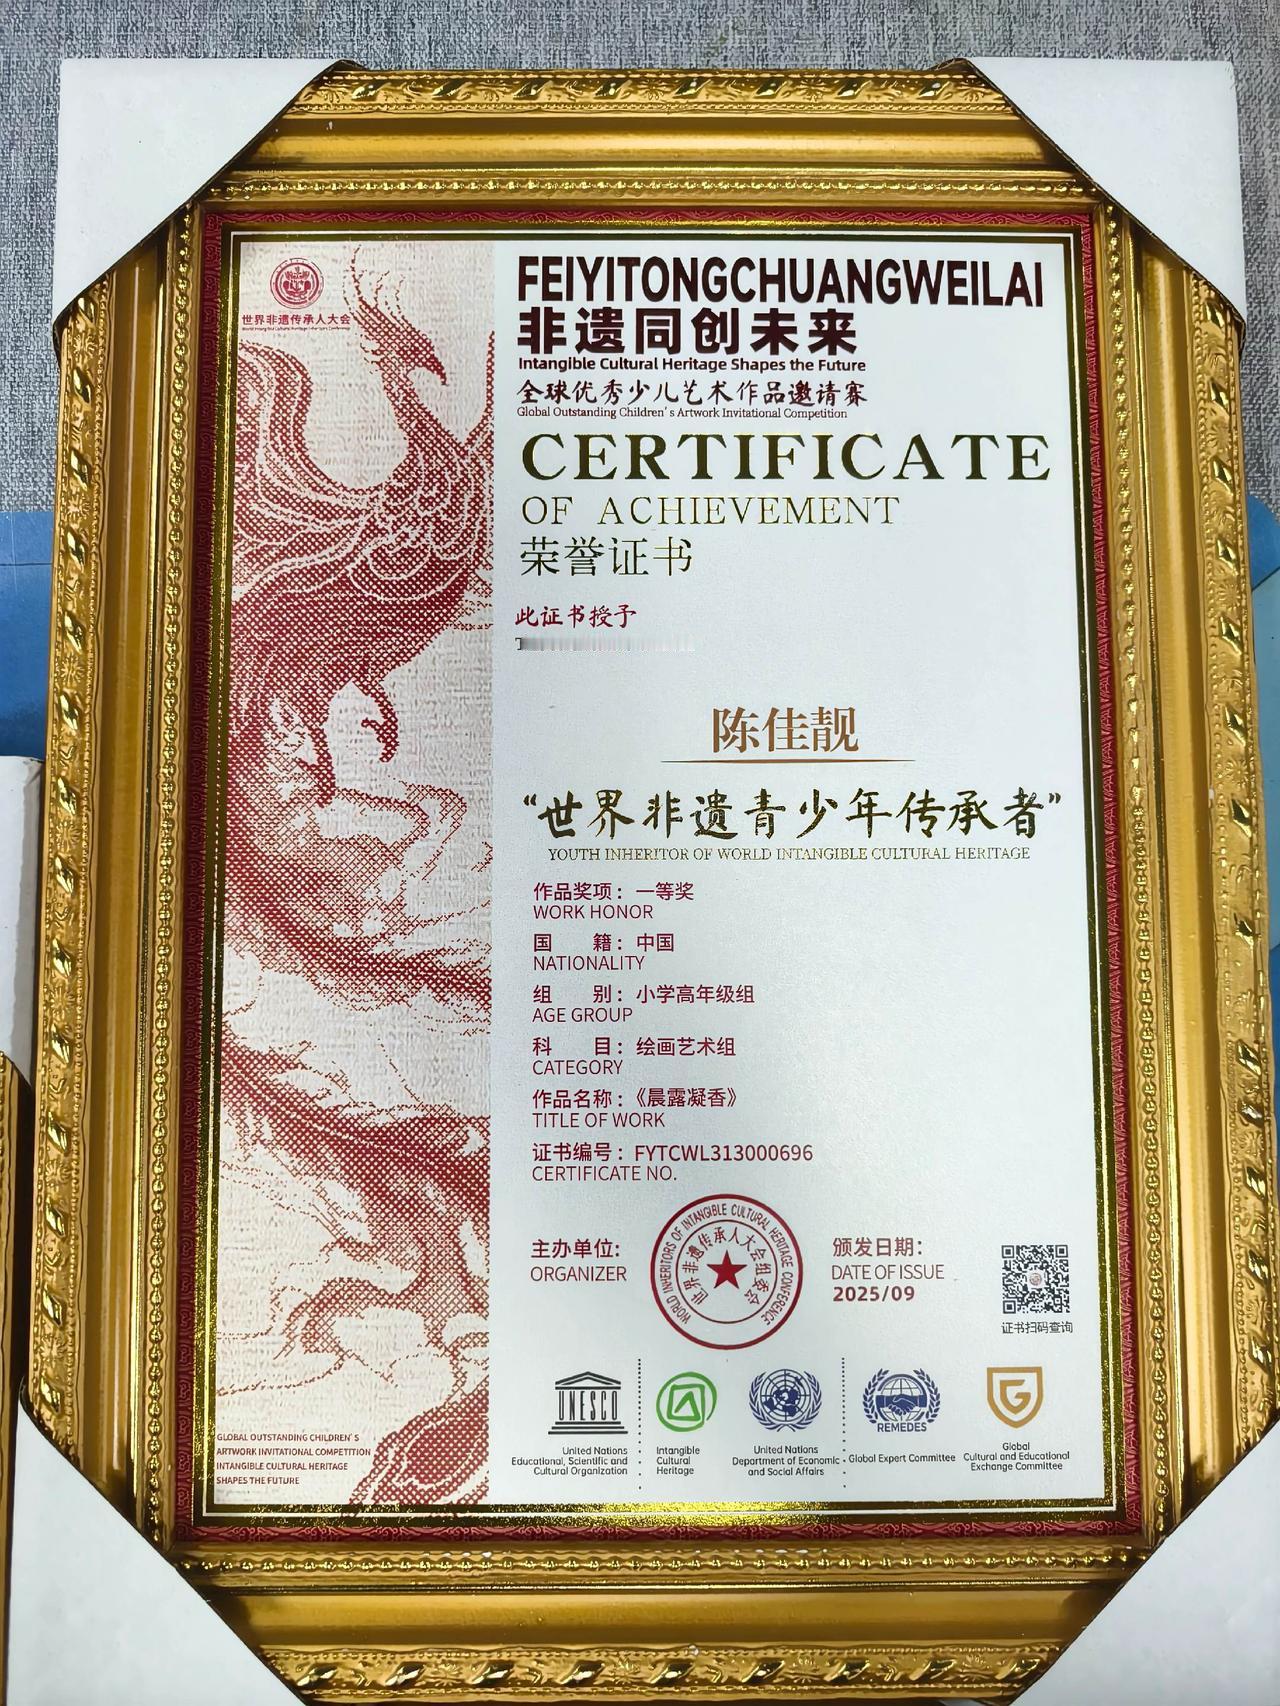 世界非遗传承人大会
FEIYITONGCHUANGWEILAI
非遗同创未来
Intangible Cultural Heritage Shapes the Future
全球优秀少儿艺术作品邀请赛
Global Outstanding Children's Artwork Invitational Competition
CERTIFICATE
OF ACHIEVEMENT
荣誉证书
此证书授予
陈佳靓
“世界非遗青少年传承者”
YOUTH INHERITOR OF WORLD INTANGIBLE CULTURAL HERITAGE
作品奖项：一等奖
WORK HONOR
国 籍：中国
NATIONALITY
组 别：小学高年级组
AGE GROUP
科 目：绘画艺术组
CATEGORY
作品名称：《晨露凝香》
TITLE OF WORK
证书编号：FYTCWL313000696
CERTIFICATE NO.
主办单位:
ORGANIZER
WORLD INHERITORS OF INTANGIBLE CULTURAL HERITAGE CONFERENCE
世界非遗传承人大会组委会
颁发日期：
DATE OF ISSUE
2025/09
证书扫码查询
GLOBAL OUTSTANDING CHILDREN'S
ARTWORK INVITATIONAL COMPETITION
INTANGIBLE CULTURAL HERITAGE
SHAPES THE FUTURE
UNESCO
United Nations
Educational, Scientific and
Cultural Organization
Intangible
Cultural
Heritage
United Nations
Department of Economic
and Social Affairs
REMEDES
Global Expert Committee
G
Global
Cultural and Educational
Exchange Committee